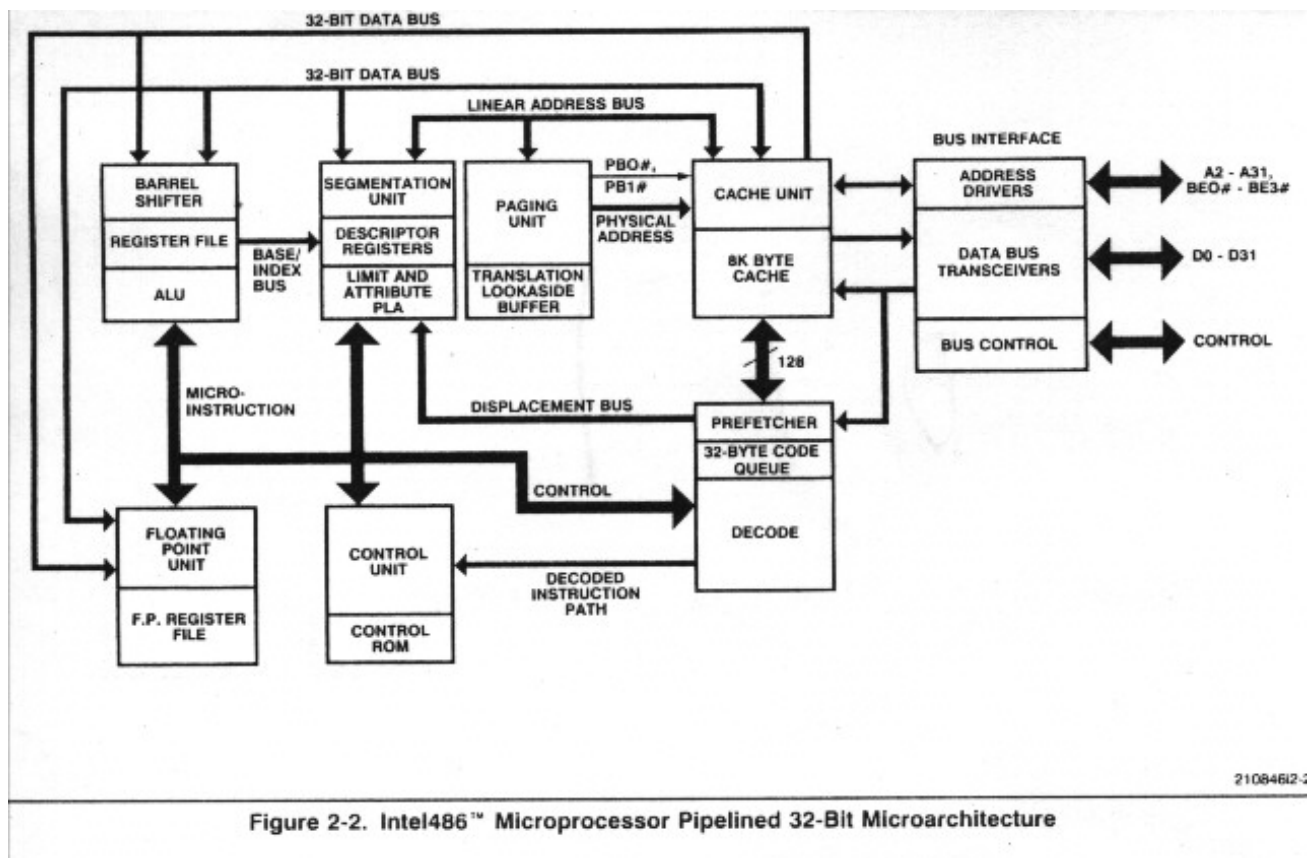 32-BIT DATA BUS
32-BIT DATA BUS
LINEAR ADDRESS BUS
BUS INTERFACE
BARREL
SHIFTER
REGISTER FILE
ALU
BASE/
INDEX
BUS
SEGMENTATION
UNIT
DESCRIPTOR
REGISTERS
LIMIT AND
ATTRIBUTE
PLA
PAGING
UNIT
TRANSLATION
LOOKASIDE
BUFFER
PBO#,
PB1#
PHYSICAL
ADDRESS
CACHE UNIT
8K BYTE
CACHE
ADDRESS
DRIVERS
DATA BUS
TRANSCEIVERS
BUS CONTROL
A2 - A31,
BEO# - BE3#
D0 - D31
CONTROL
128
MICRO-
INSTRUCTION
DISPLACEMENT BUS
PREFETCHER
32-BYTE CODE
QUEUE
DECODE
CONTROL
FLOATING
POINT
UNIT
F.P. REGISTER
FILE
CONTROL
UNIT
CONTROL
ROM
DECODED
INSTRUCTION
PATH
210846i2-2
Figure 2-2. Intel486™ Microprocessor Pipelined 32-Bit Microarchitecture